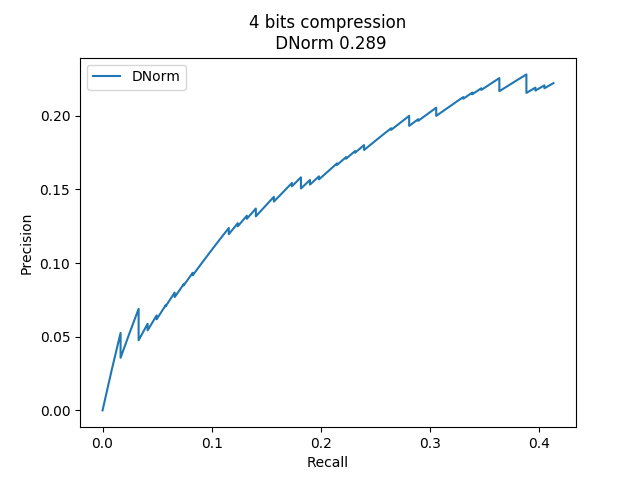 4 bits compression
DNorm 0.289
DNorm
0.20
0.15
0.10
0.05
0.00
Precision
0.0 0.1 0.2 0.3 0.4
Recall